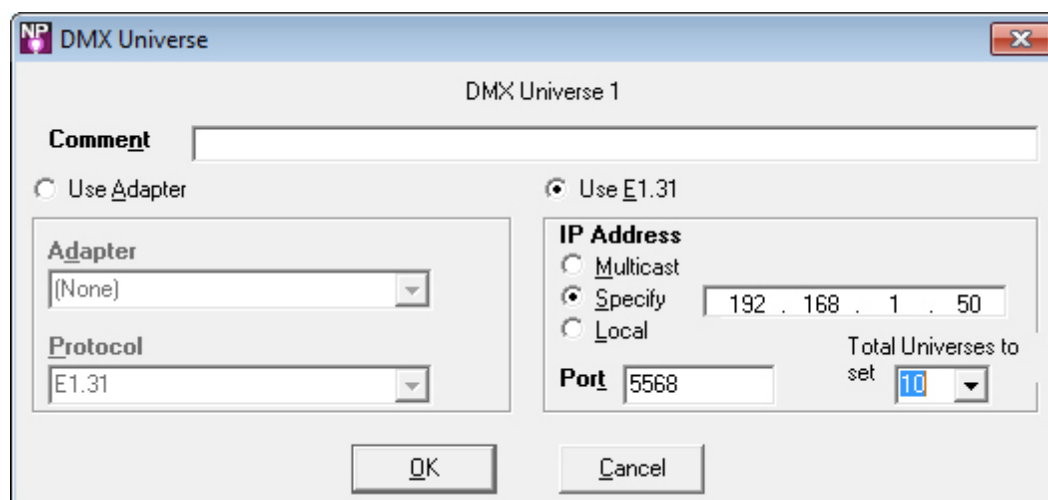 NP DMX Universe
DMX Universe 1
Comment
Use Adapter
Use E1.31
Adapter
(None)
Protocol
E1.31
IP Address
Multicast
Specify 192 . 168 . 1 . 50
Local
Port 5568
Total Universes to
set 10
OK Cancel